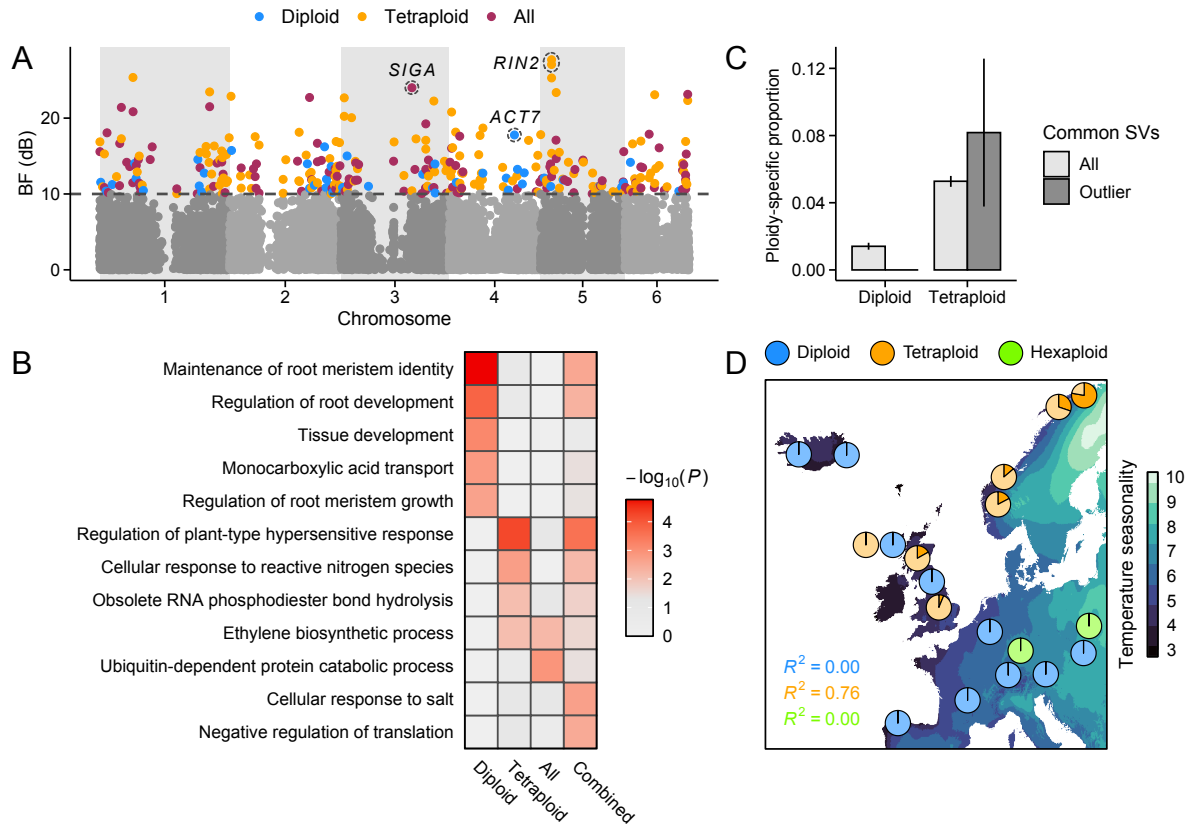 Diploid Tetraploid All
A
BF (dB)
20
10
0
SIGA
ACT7
RIN2
1 2 3 4 5 6
Chromosome
C
Ploidy-specific proportion
0.12
0.08
0.04
0.00
Diploid Tetraploid
Common SVs
All
Outlier
B
Maintenance of root meristem identity
Regulation of root development
Tissue development
Monocarboxylic acid transport
Regulation of root meristem growth
Regulation of plant-type hypersensitive response
Cellular response to reactive nitrogen species
Obsolete RNA phosphodiester bond hydrolysis
Ethylene biosynthetic process
Ubiquitin-dependent protein catabolic process
Cellular response to salt
Negative regulation of translation
Diploid
Tetraploid
All
Combined
−log10(P)
4
3
2
1
0
D
Diploid Tetraploid Hexaploid
R² = 0.00
R² = 0.76
R² = 0.00
Temperature seasonality
10
9
8
7
6
5
4
3